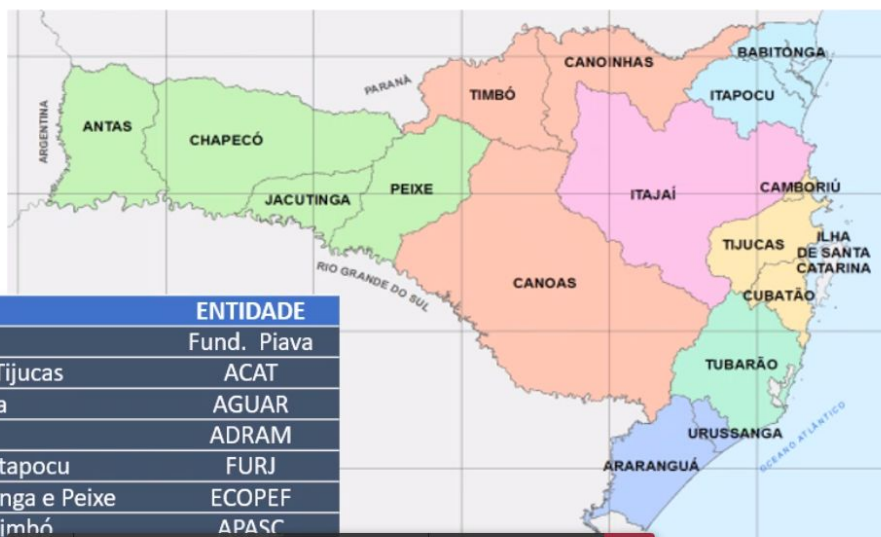 BABITONGA
CANOINHAS
PARANÁ
TIMBÓ
ITAPOCU
ARGENTINA
ANTAS
CHAPECÓ
PEIXE
ITAJAÍ
CAMBORIÚ
JACUTINGA
TIJUCAS
ILHA
DE SANTA
CATARINA
RIO GRANDE DO SUL
CANOAS
CUBATÃO
TUBARÃO
URUSSANGA
ARARANGUÁ
OCEANO ATLÂNTICO
ENTIDADE
Fund. Piava
Tijucas ACAT
a AGUAR
ADRAM
tapocu FURJ
nga e Peixe ECOPEF
imbó APASC